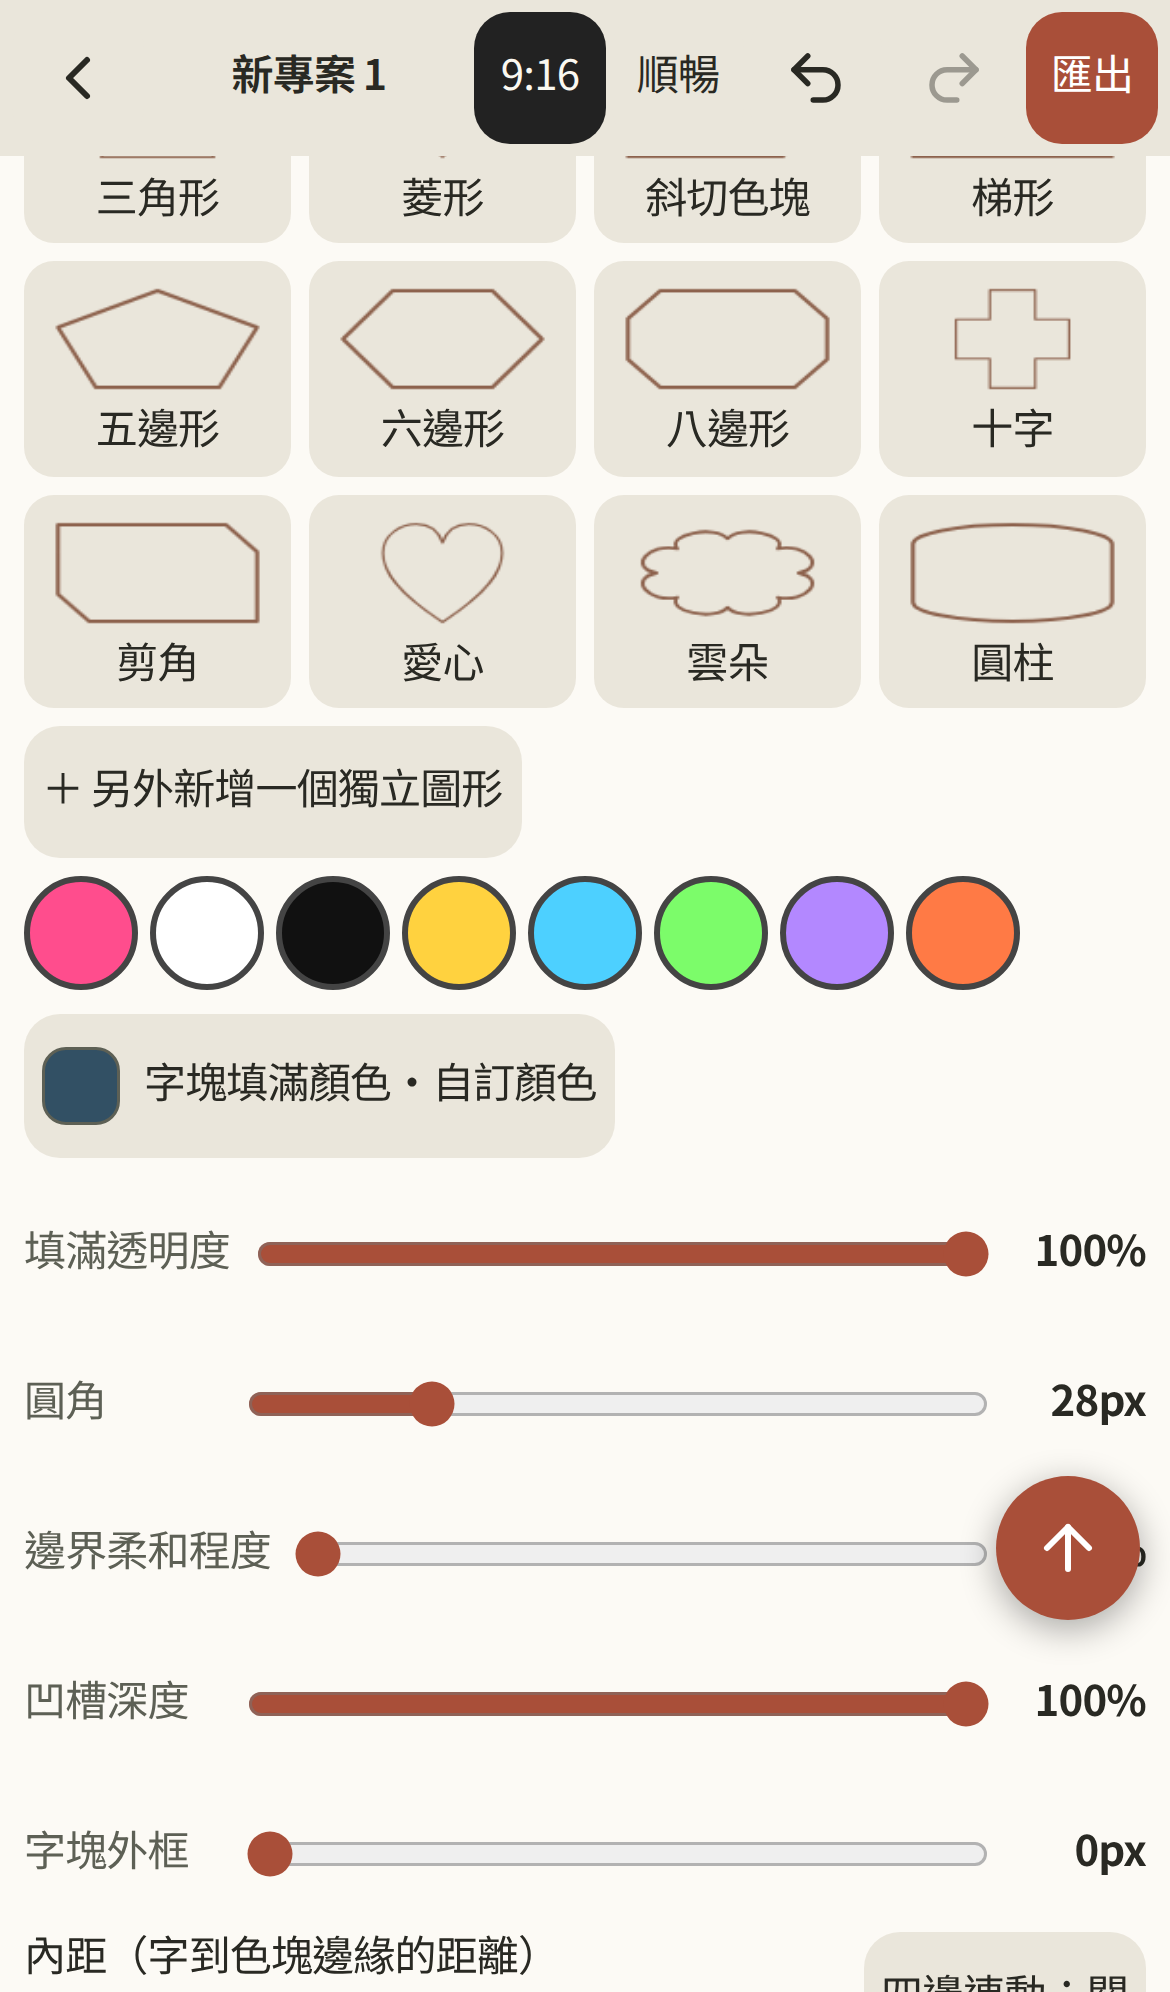 新專案 1
9:16
順暢
匯出
三角形
菱形
斜切色塊
梯形
五邊形
六邊形
八邊形
十字
剪角
愛心
雲朵
圓柱
＋ 另外新增一個獨立圖形
字塊填滿顏色・自訂顏色
填滿透明度
100%
圓角
28px
邊界柔和程度
凹槽深度
100%
字塊外框
0px
內距（字到色塊邊緣的距離）
四邊連動：關